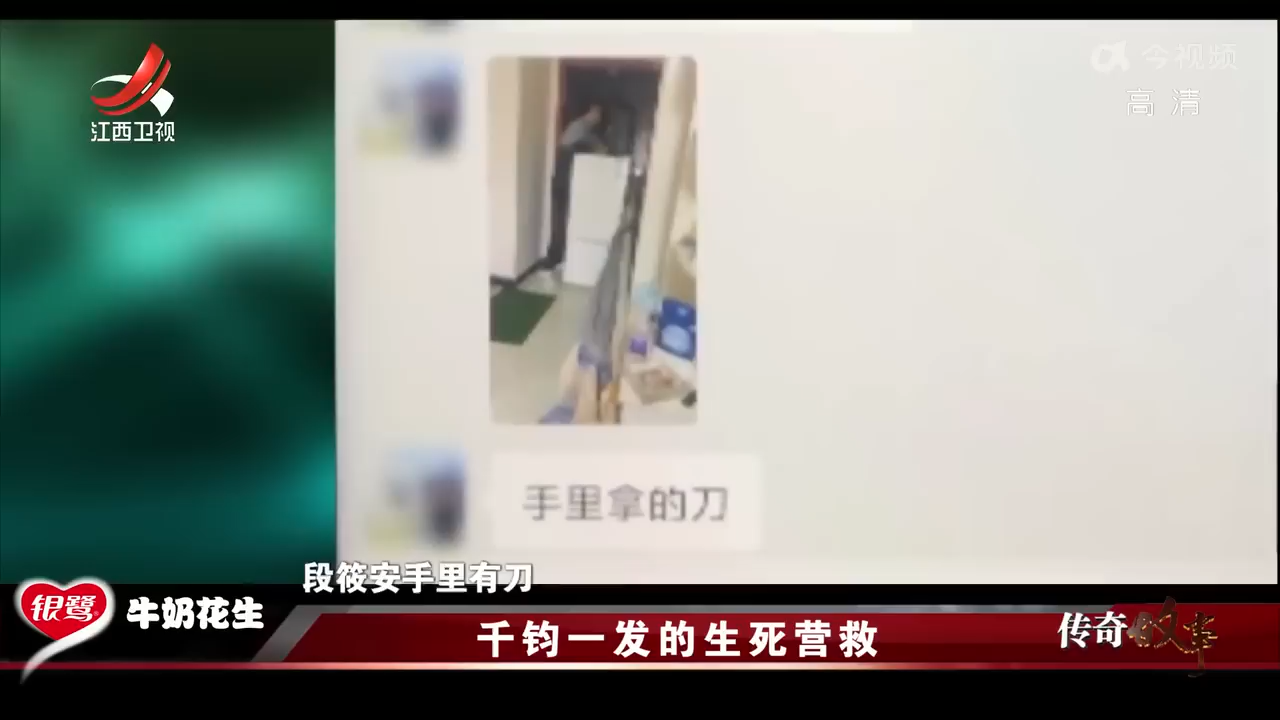 江西卫视
今视频
高清
手里拿的刀
段筱安手里有刀
银鹭
牛奶花生
千钧一发的生死营救
传奇故事